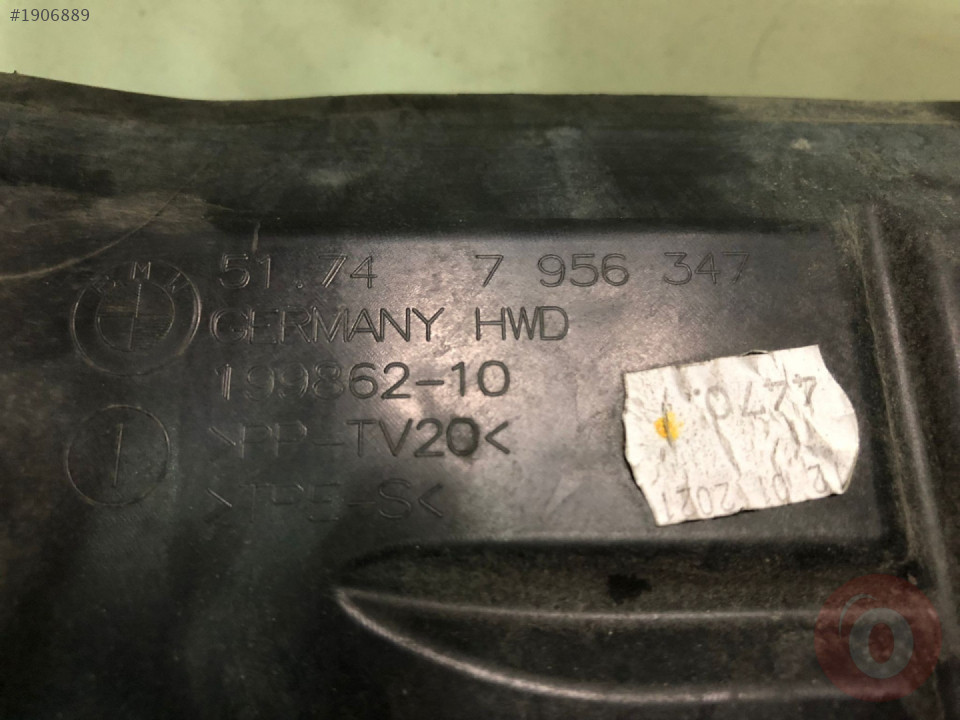 #1906889
51.74 7 956 347
GERMANY HWD
199862-10
>PP-TV20<
>TPE-S<